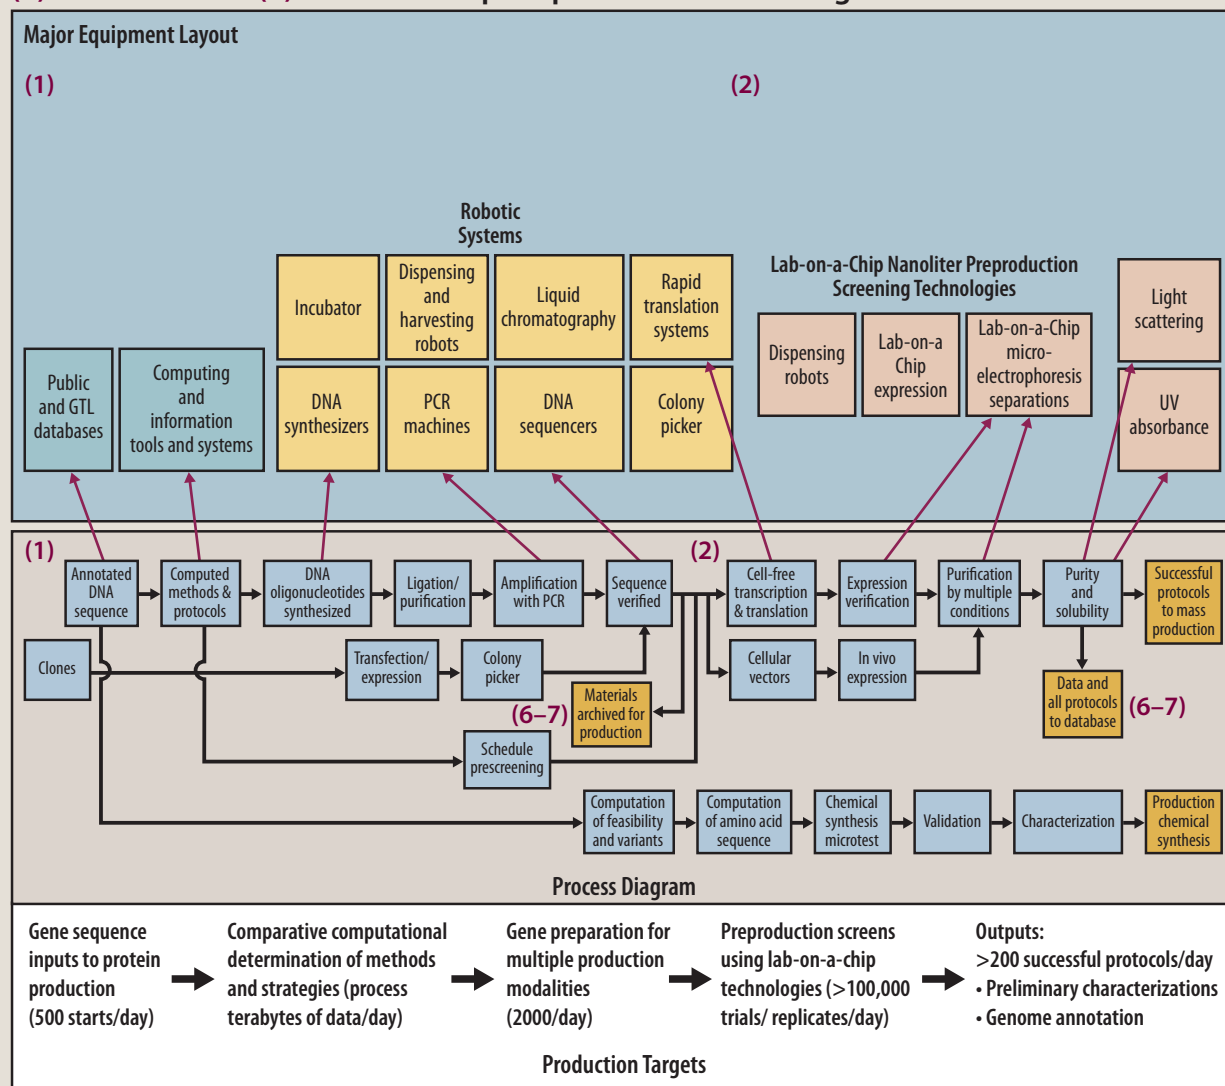 Major Equipment Layout
(1)
(2)
Robotic
Systems
Incubator
Dispensing
and
harvesting
robots
Liquid
chromatography
Rapid
translation
systems
Lab-on-a-Chip Nanoliter Preproduction
Screening Technologies
Light
scattering
Public
and GTL
databases
Computing
and
information
tools and systems
DNA
synthesizers
PCR
machines
DNA
sequencers
Colony
picker
Dispensing
robots
Lab-on-a
Chip
expression
Lab-on-a-Chip
micro-
electrophoresis
separations
UV
absorbance
(1)
(2)
Annotated
DNA
sequence
Computed
methods &
protocols
DNA
oligonucleotides
synthesized
Ligation/
purification
Amplification
with PCR
Sequence
verified
Cell-free
transcription
& translation
Expression
verification
Purification
by multiple
conditions
Purity
and
solubility
Successful
protocols
to mass
production
Clones
Transfection/
expression
Colony
picker
Cellular
vectors
In vivo
expression
(6–7)
Materials
archived for
production
Data and
all protocols
to database
(6–7)
Schedule
prescreening
Computation
of feasibility
and variants
Computation
of amino acid
sequence
Chemical
synthesis
microtest
Validation
Characterization
Production
chemical
synthesis
Process Diagram
Gene sequence
inputs to protein
production
(500 starts/day)
Comparative computational
determination of methods
and strategies (process
terabytes of data/day)
Gene preparation for
multiple production
modalities
(2000/day)
Preproduction screens
using lab-on-a-chip
technologies (>100,000
trials/ replicates/day)
Outputs:
>200 successful protocols/day
• Preliminary characterizations
• Genome annotation
Production Targets